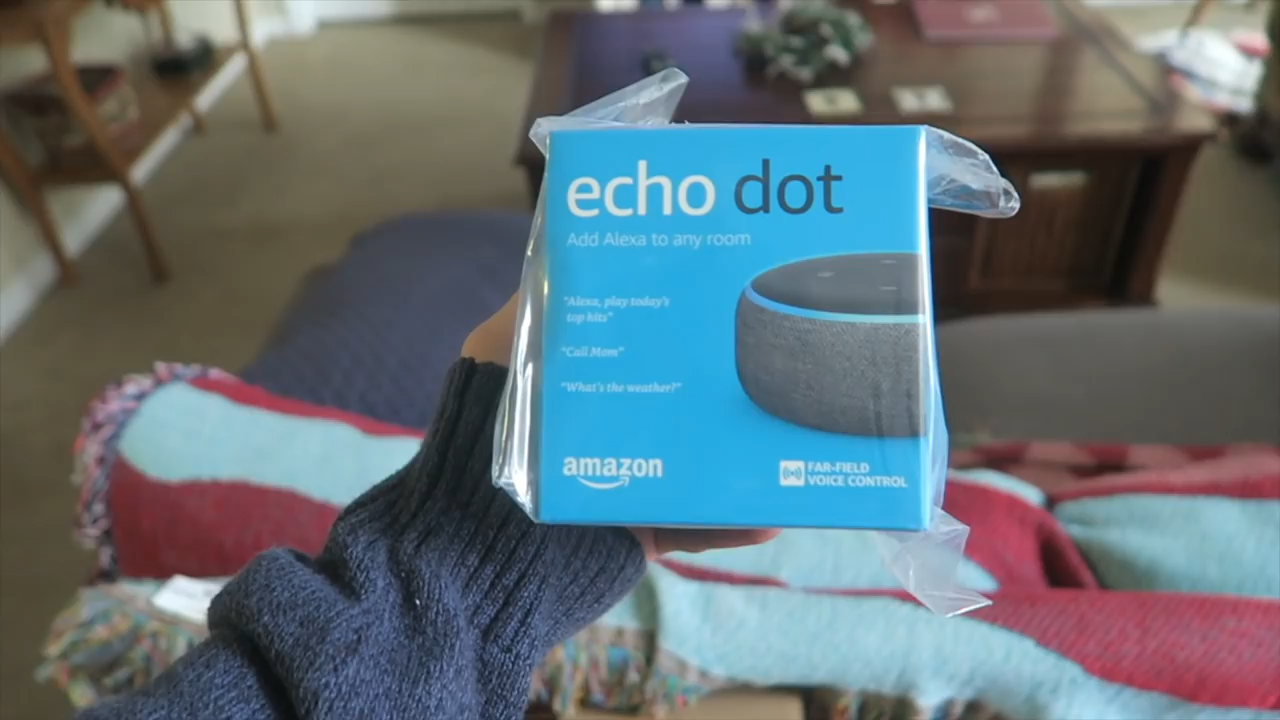 echo dot
Add Alexa to any room
"Alexa, play today's
top hits"
"Call Mom"
"What's the weather?"
amazon
FAR-FIELD
VOICE CONTROL